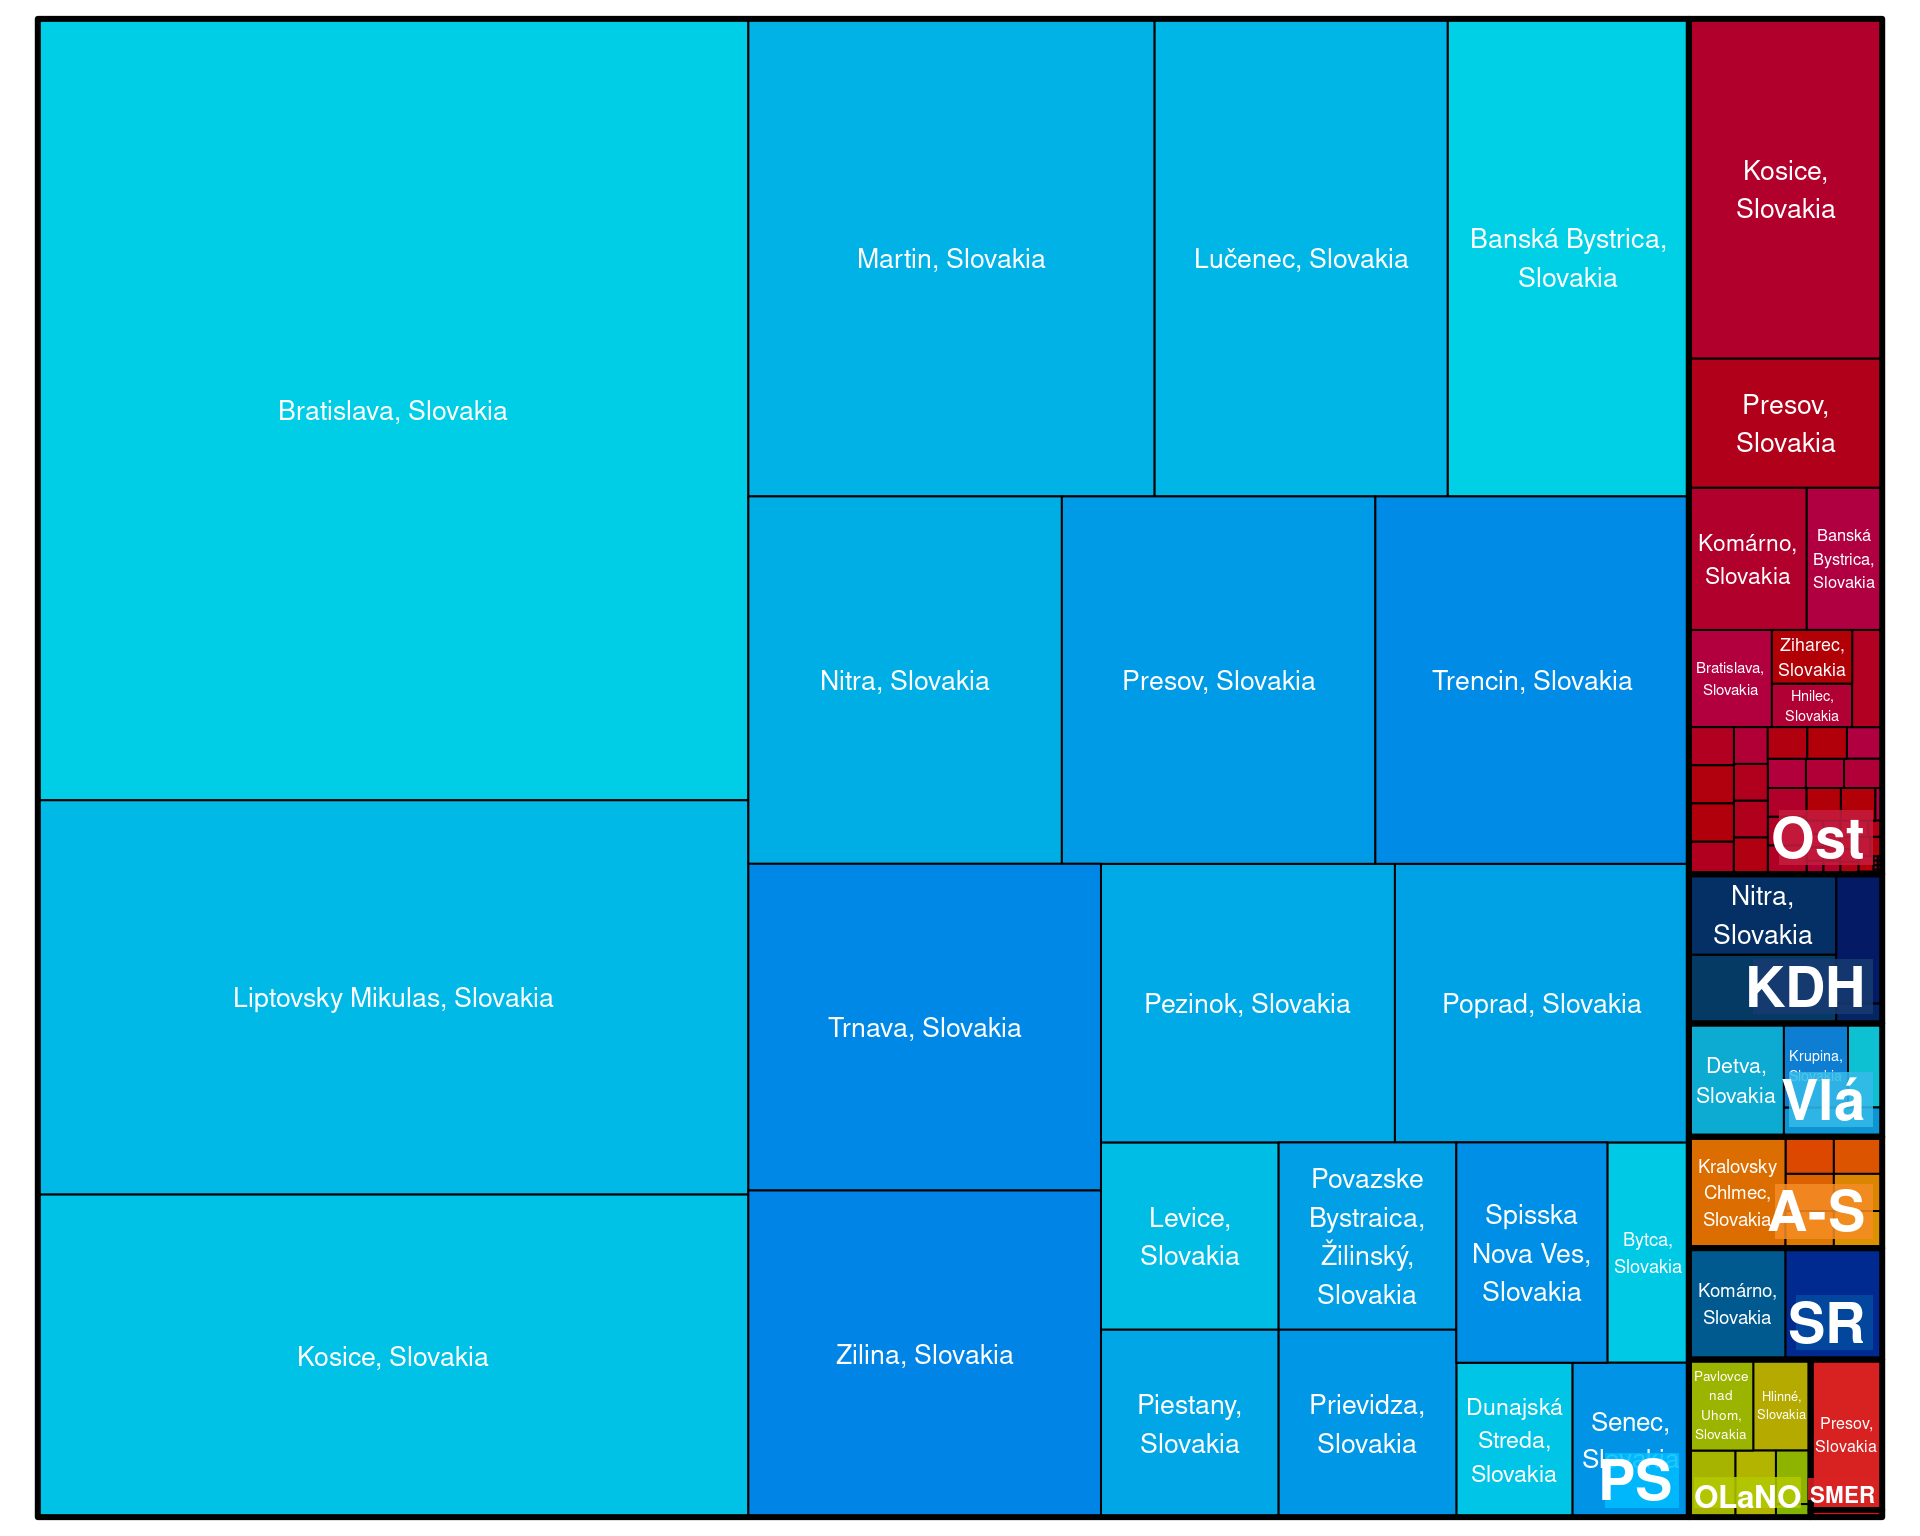 Bratislava, Slovakia
Liptovsky Mikulas, Slovakia
Kosice, Slovakia
Martin, Slovakia
Lučenec, Slovakia
Banská Bystrica,
Slovakia
Nitra, Slovakia
Presov, Slovakia
Trencin, Slovakia
Trnava, Slovakia
Zilina, Slovakia
Pezinok, Slovakia
Poprad, Slovakia
Levice,
Slovakia
Povazske
Bystraica,
Žilinský,
Slovakia
Spisska
Nova Ves,
Slovakia
Bytca,
Slovakia
Piestany,
Slovakia
Prievidza,
Slovakia
Dunajská
Streda,
Slovakia
Senec,
Slovakia
PS
Kosice,
Slovakia
Presov,
Slovakia
Komárno,
Slovakia
Banská
Bystrica,
Slovakia
Bratislava,
Slovakia
Ziharec,
Slovakia
Hnilec,
Slovakia
Ost
Nitra,
Slovakia
KDH
Detva,
Slovakia
Krupina,
Slovakia
Vlá
Kralovsky
Chlmec,
Slovakia
A-S
Komárno,
Slovakia
SR
Pavlovce
nad
Uhom,
Slovakia
Hlinné,
Slovakia
OLaNO
Presov,
Slovakia
SMER